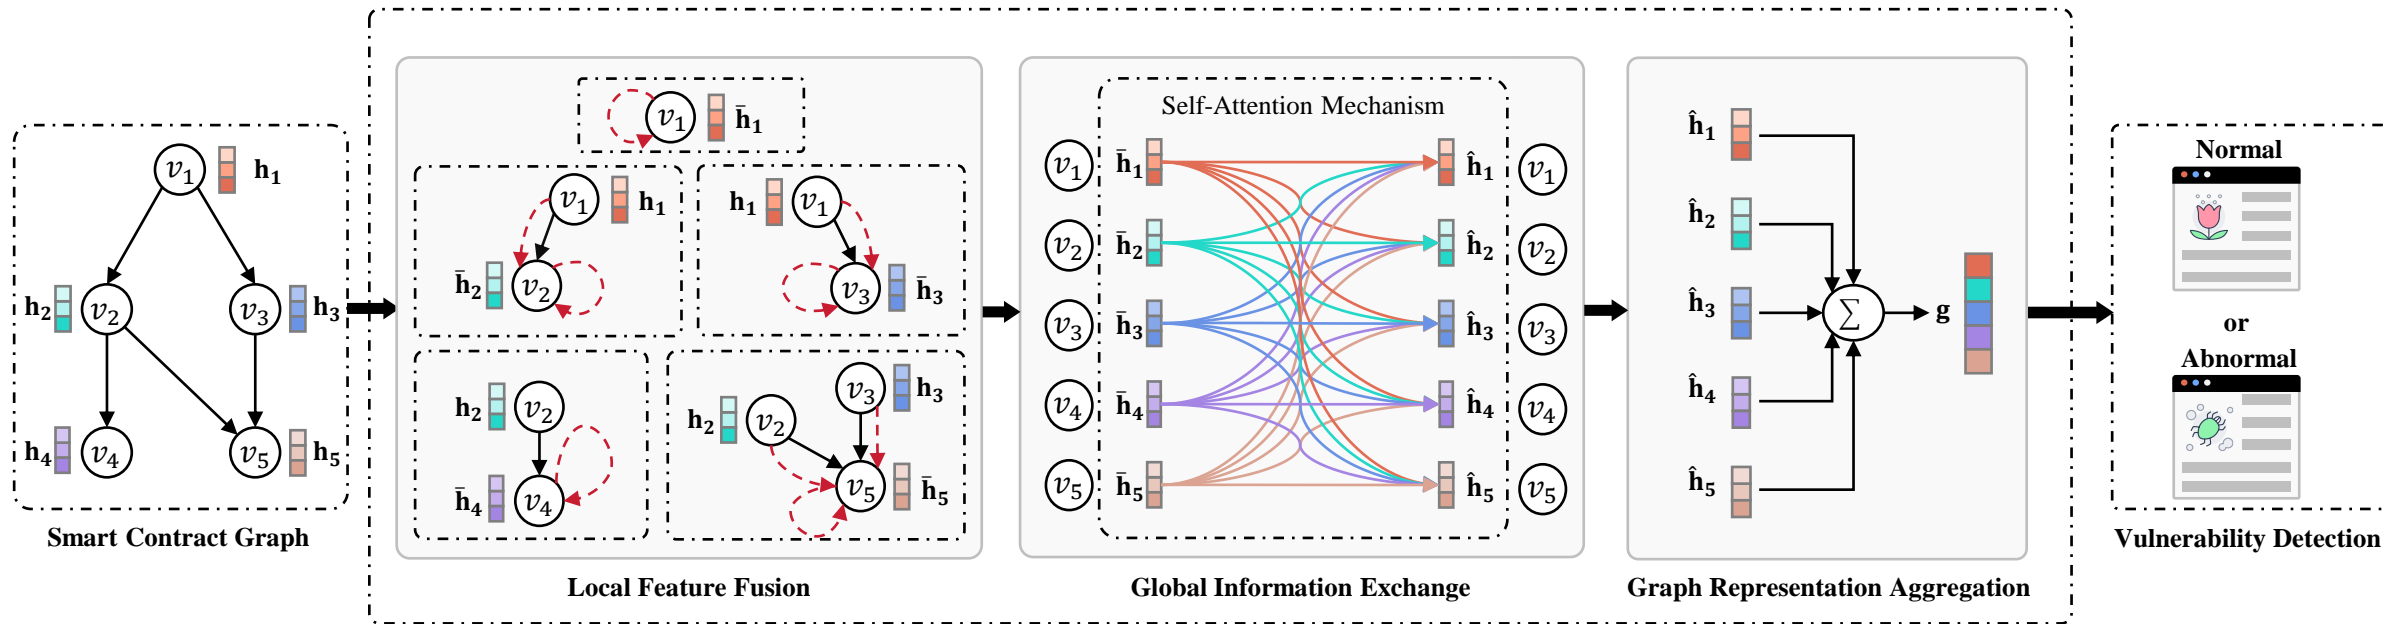 v₁ h₁
h₂ v₂ v₃ h₃
h₄ v₄ v₅ h₅
Smart Contract Graph
v₁ h̄₁
v₁ h₁
h̄₂ v₂
h₁ v₁
v₃ h̄₃
h₂ v₂
h̄₄ v₄
v₃ h₃
h₂ v₂
v₅ h̄₅
Local Feature Fusion
Self-Attention Mechanism
v₁ h̄₁ ĥ₁ v₁
v₂ h̄₂ ĥ₂ v₂
v₃ h̄₃ ĥ₃ v₃
v₄ h̄₄ ĥ₄ v₄
v₅ h̄₅ ĥ₅ v₅
Global Information Exchange
ĥ₁
ĥ₂
ĥ₃ ∑ g
ĥ₄
ĥ₅
Graph Representation Aggregation
Normal
or
Abnormal
Vulnerability Detection